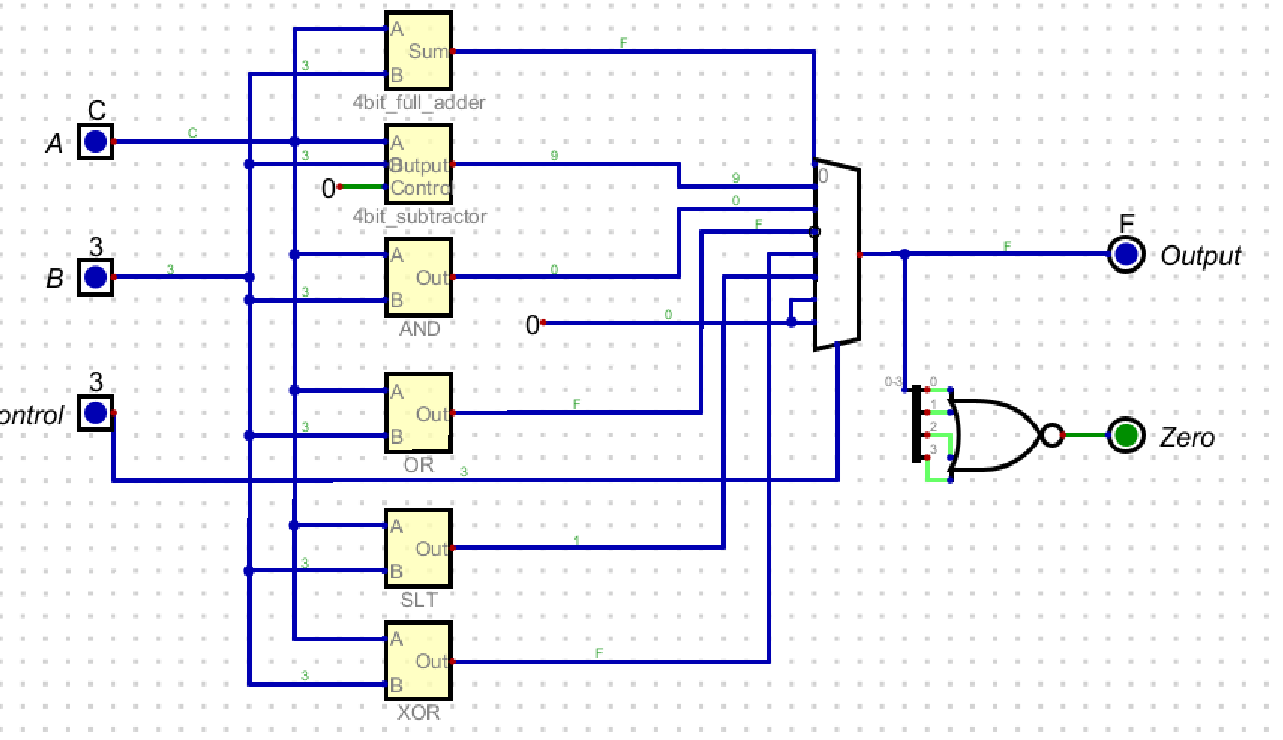 A
Sum
F
3
B
4bit_full_adder
C
A
C
A
3
Output
9
9
0
0
Contro
4bit_subtractor
0
F
3
B
3
A
Out
0
3
B
AND
0
0
F
F
Output
3
ontrol
A
Out
F
3
B
OR
3
0-3
0
1
2
3
Zero
A
Out
1
3
B
SLT
A
Out
F
3
B
XOR